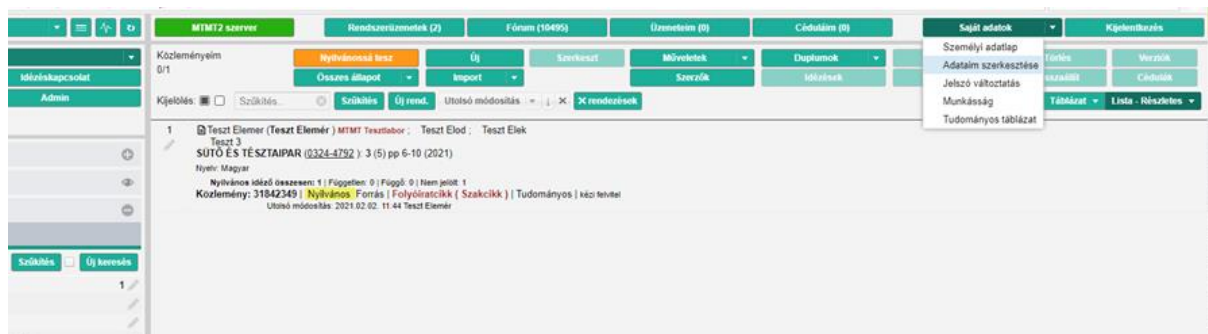 MTMT2 szerver
Rendszerüzenetek (2)
Fórum (10495)
Üzeneteim (0)
Céduláim (0)
Saját adatok
Kijelentkezés
Személyi adatlap
Adataim szerkesztése
Jelszó változtatás
Munkásság
Tudományos táblázat
Idézéskapcsolat
Admin
Közleményeim
0/1
Nyilvánossá tesz
Új
Szerkeszt
Műveletek
Duplumok
Törlés
Verziók
Összes állapot
Import
Szerzők
Idézések
Cédulák
Kijelölés:
Szűkítés...
Szűkítés
Új rend.
Utolsó módosítás
X rendezések
Táblázat
Lista - Részletes
1 Teszt Elemer (Teszt Elemér ) MTMT Tesztlabor ; Teszt Elod ; Teszt Elek
Teszt 3
SÜTŐ ÉS TÉSZTAIPAR (0324-4792 ): 3 (5) pp 6-10 (2021)
Nyelv: Magyar
Nyilvános idéző összesen: 1 | Független: 0 | Függő: 0 | Nem jelölt: 1
Közlemény: 31842349 | Nyilvános Forrás | Folyóiratcikk ( Szakcikk ) | Tudományos | kézi felvitel
Utolsó módosítás: 2021.02.02. 11:44 Teszt Elemér
Szűkítés
Új keresés
1